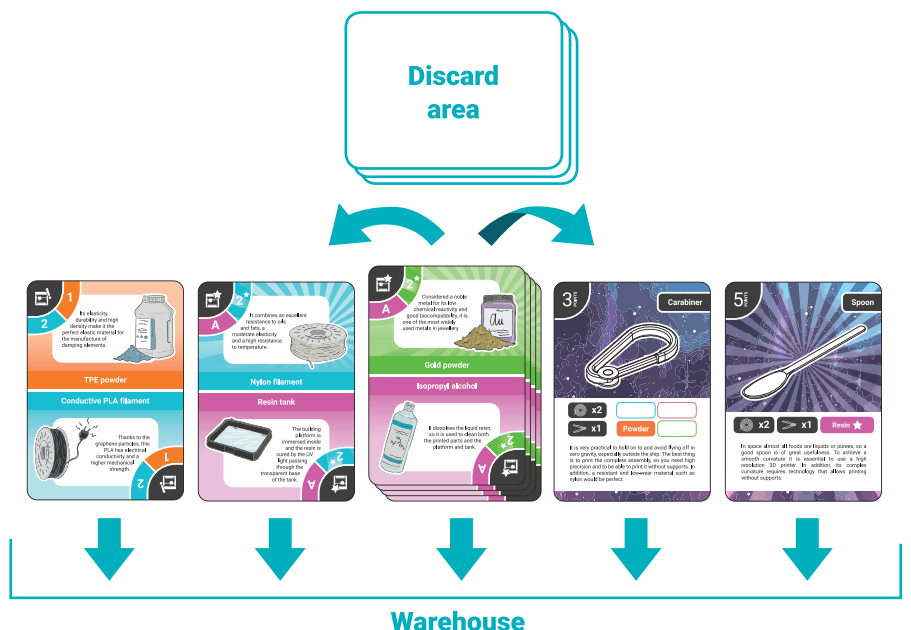 Discard
area
1
2
Its elasticity,
durability and high
density make it the
perfect elastic material for
the manufacture of
damping elements.
TPE powder
Conductive PLA filament
Thanks to the
graphene particles, this
PLA has electrical
conductivity and a
higher mechanical
strength.
1
2
2
A
It combines an excellent
resistance to oils
and fats, a
moderate elasticity
and a high resistance
to temperature.
Nylon filament
Resin tank
The building
platform is
immersed inside
and the resin is
cured by the UV
light passing
through the
transparent base
of the tank.
2
A
2
A
Considered a noble
metal for its low
chemical reactivity and
good biocompatibility, it is
one of the most widely
used metals in jewellery.
Au
Gold powder
Isopropyl alcohol
It dissolves the liquid resin,
so it is used to clean both
the printed parts and the
platform and tank.
2
A
3 POINTS
Carabiner
x2
x1
Powder
It is very practical to hold on to and avoid flying off in
zero gravity, especially outside the ship. The best thing
is to print the complete assembly, so you need high
precision and to be able to print it without supports. In
addition, a resistant and low-wear material such as
nylon would be perfect.
5 POINTS
Spoon
x2
x1
Resin
In space almost all foods are liquids or purees, so a
good spoon is of great usefulness. To achieve a
smooth curvature it is essential to use a high
resolution 3D printer. In addition, its complex
curvature requires technology that allows printing
without supports.
Warehouse